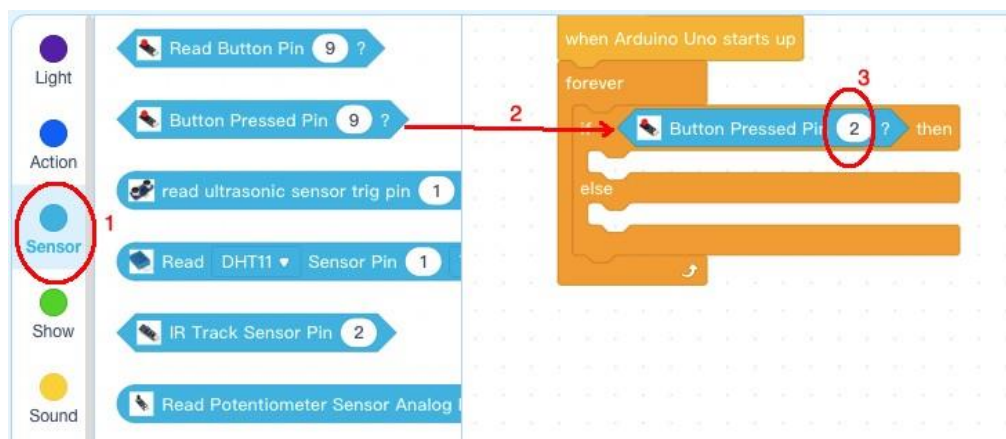 Light
Action
Sensor
Show
Sound
1
Read Button Pin 9 ?
Button Pressed Pin 9 ?
read ultrasonic sensor trig pin 1
Read DHT11 Sensor Pin 1
IR Track Sensor Pin 2
Read Potentiometer Sensor Analog
2
when Arduino Uno starts up
forever
3
if Button Pressed Pin 2 ? then
else